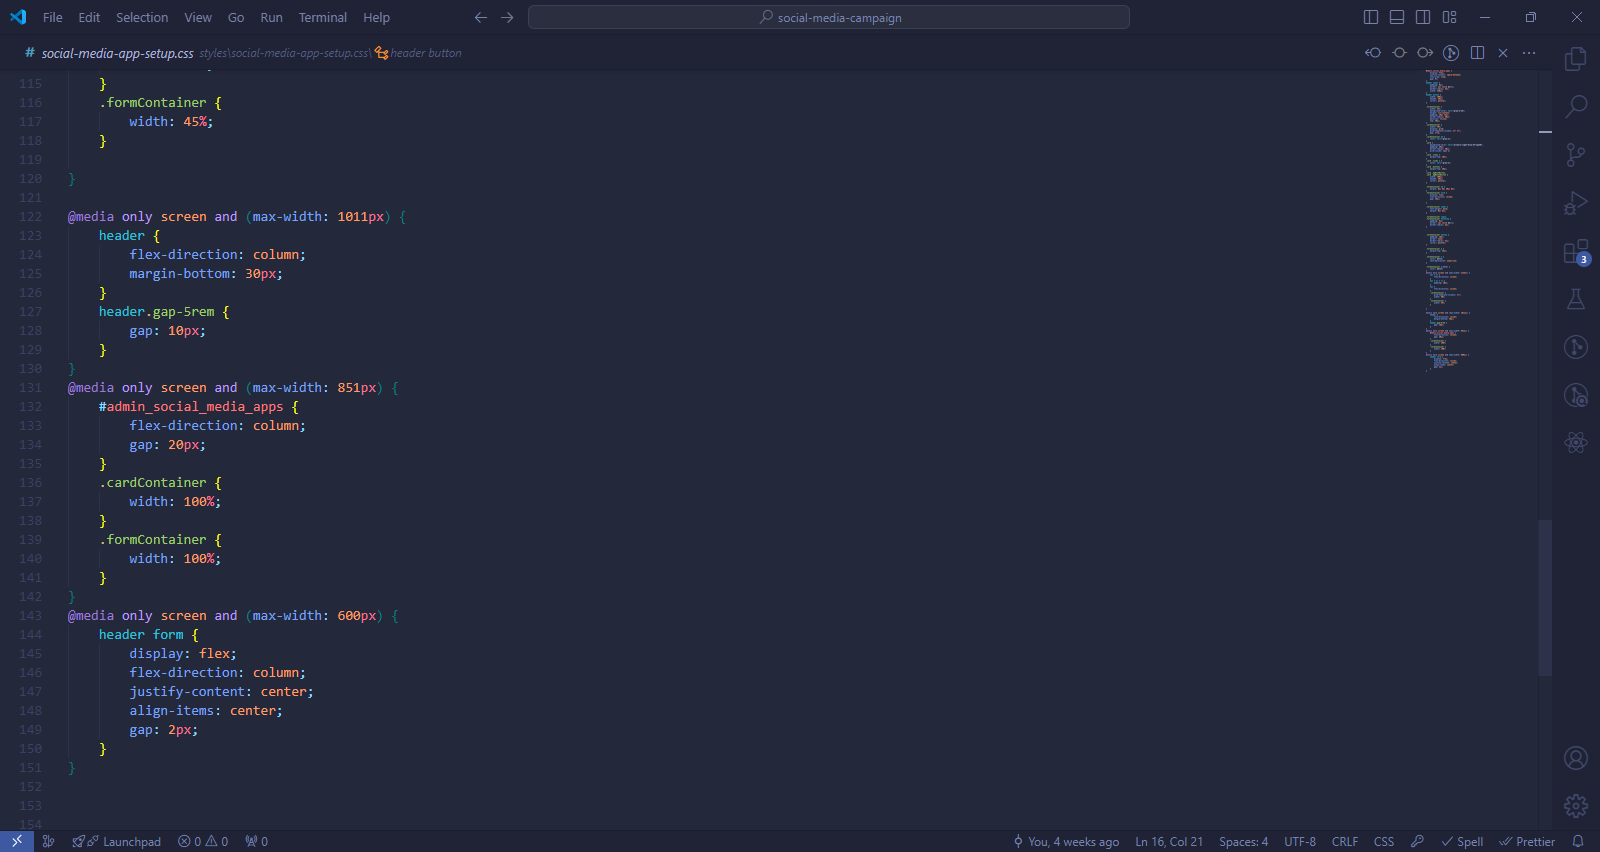 File Edit Selection View Go Run Terminal Help
social-media-campaign
# social-media-app-setup.css styles\social-media-app-setup.css\ header button
115 }
116 .formContainer {
117 width: 45%;
118 }
119
120 }
121
122 @media only screen and (max-width: 1011px) {
123 header {
124 flex-direction: column;
125 margin-bottom: 30px;
126 }
127 header.gap-5rem {
128 gap: 10px;
129 }
130 }
131 @media only screen and (max-width: 851px) {
132 #admin_social_media_apps {
133 flex-direction: column;
134 gap: 20px;
135 }
136 .cardContainer {
137 width: 100%;
138 }
139 .formContainer {
140 width: 100%;
141 }
142 }
143 @media only screen and (max-width: 600px) {
144 header form {
145 display: flex;
146 flex-direction: column;
147 justify-content: center;
148 align-items: center;
149 gap: 2px;
150 }
151 }
152
153
154
3
Launchpad 0 0 0 You, 4 weeks ago Ln 16, Col 21 Spaces: 4 UTF-8 CRLF CSS Spell Prettier